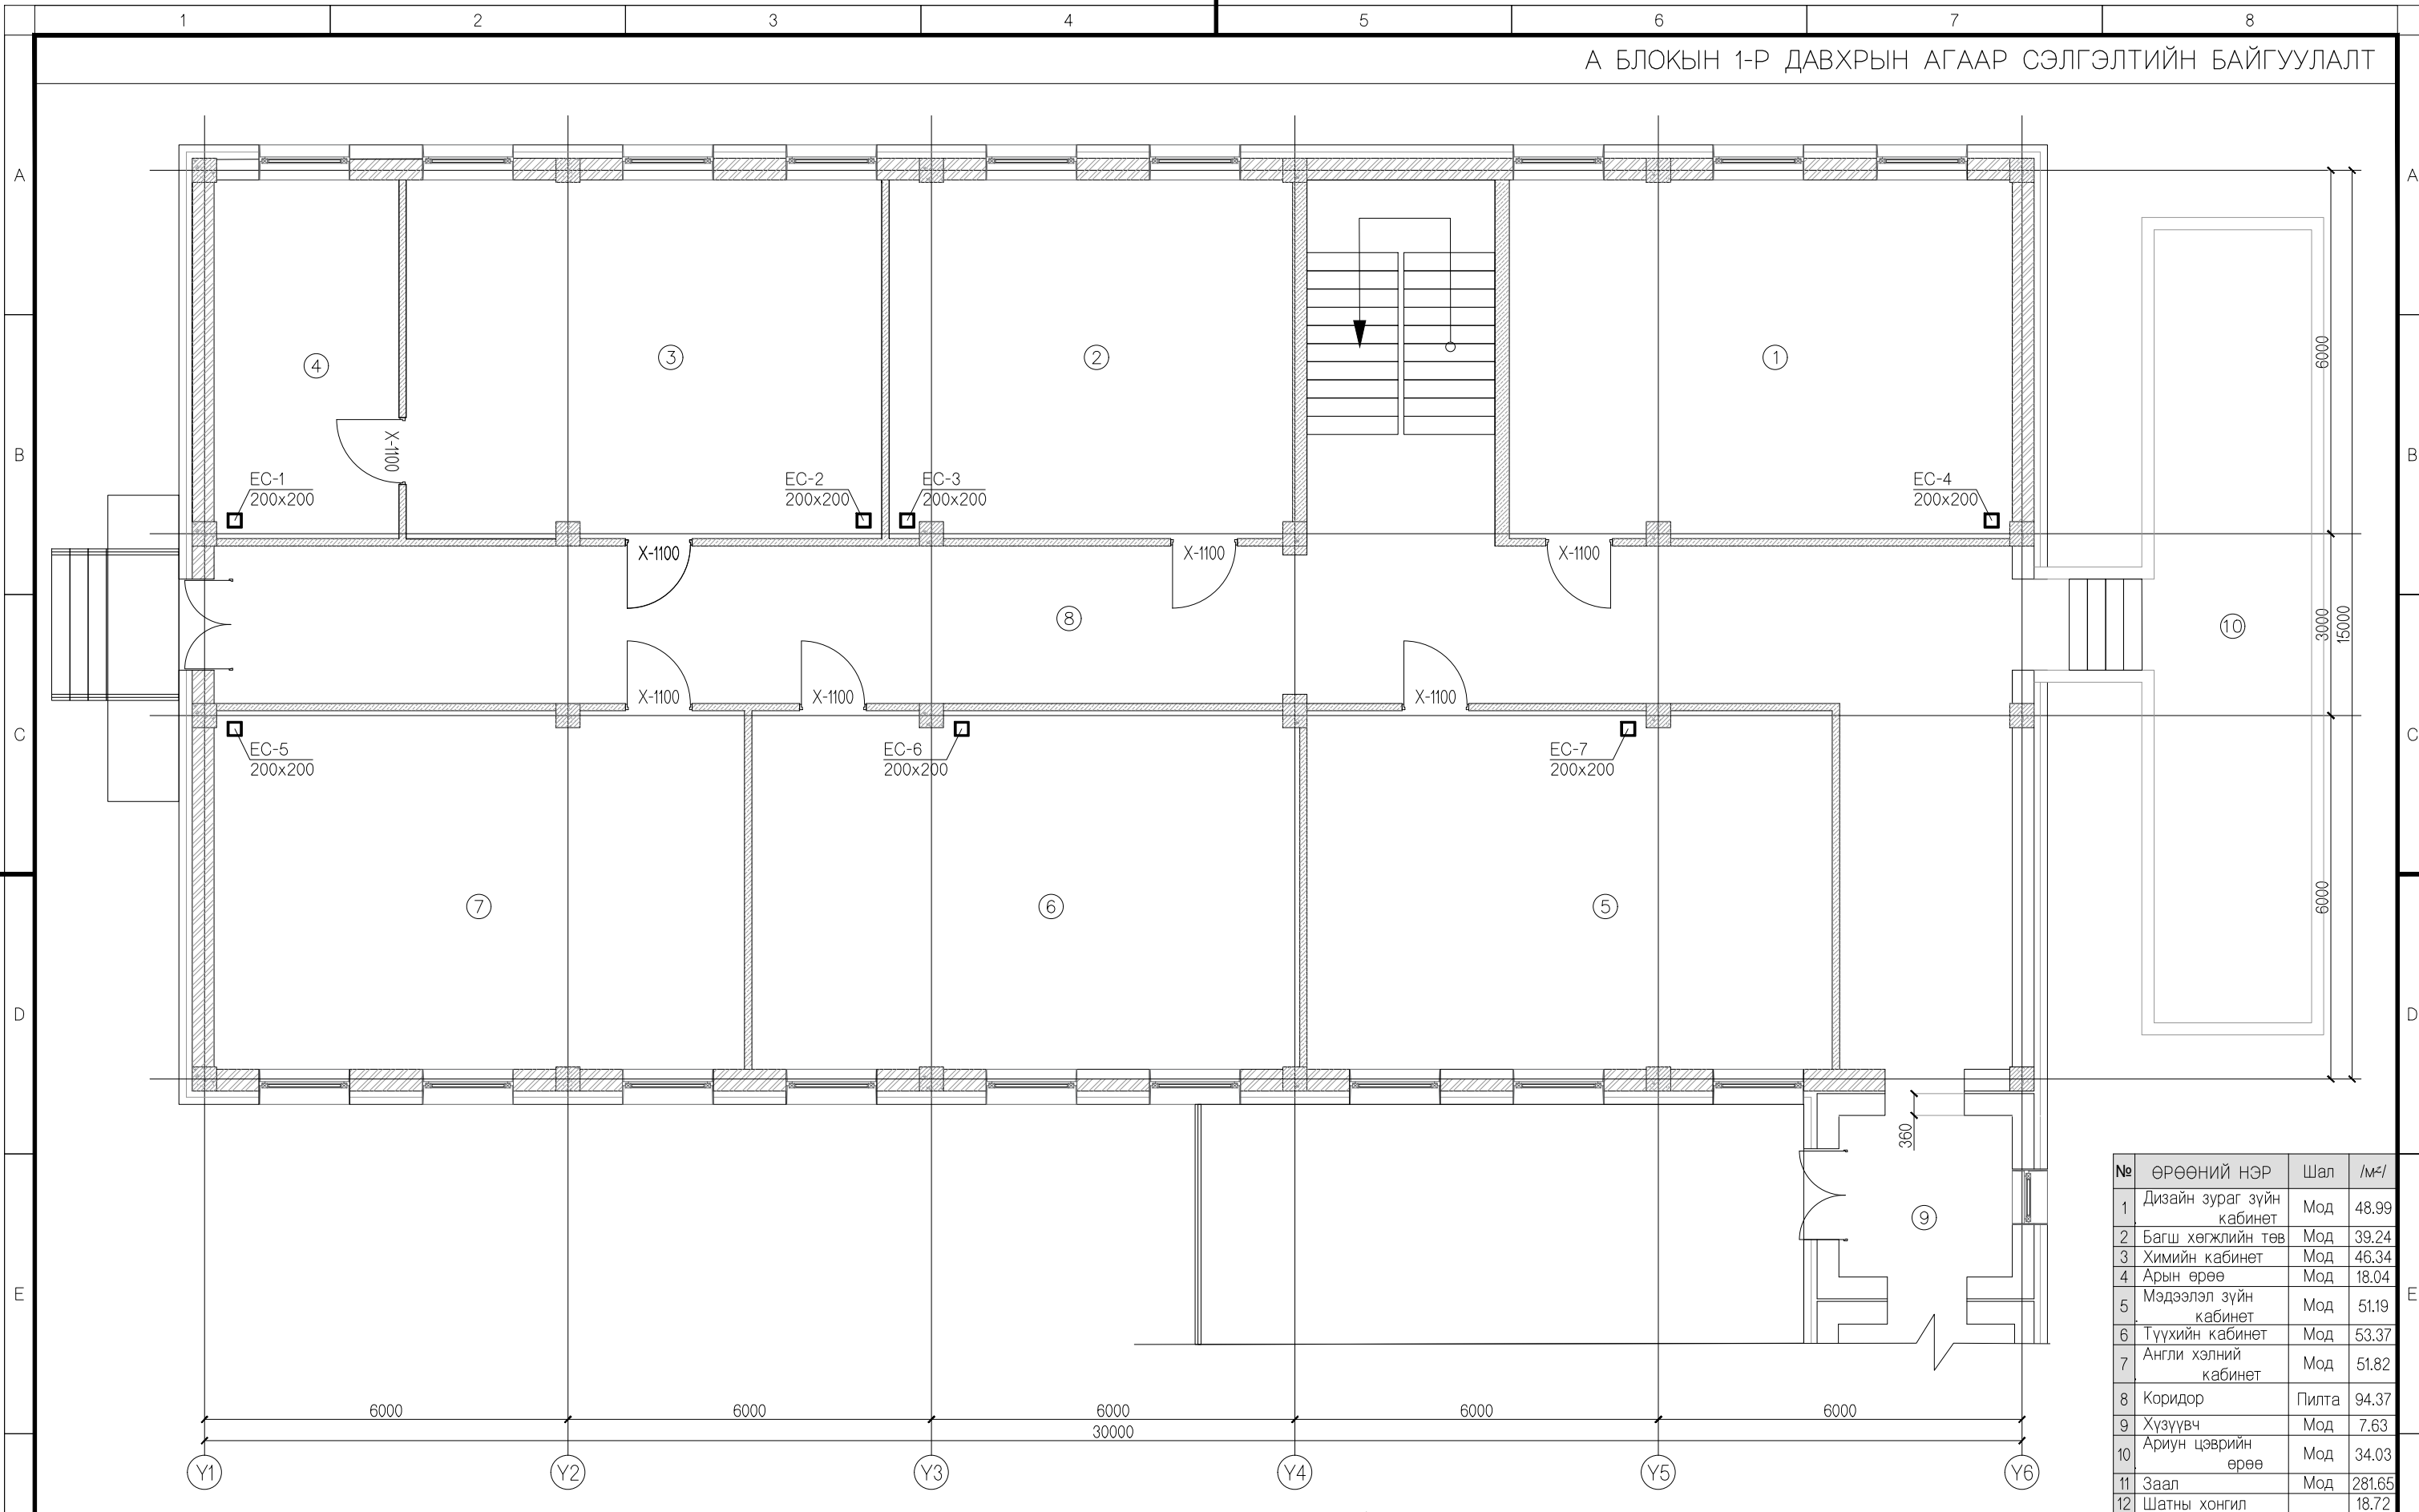 1 2 3 4 5 6 7 8
А БЛОКЫН 1-Р ДАВХРЫН АГААР СЭЛГЭЛТИЙН БАЙГУУЛАЛТ
A A
6000
4 3 2 1
X-1100
B B
EC-1
200x200
EC-2
200x200
EC-3
200x200
EC-4
200x200
X-1100 X-1100 X-1100
8
10
3000
15000
X-1100 X-1100 X-1100
C C
EC-5
200x200
EC-6
200x200
EC-7
200x200
7 6 5
6000
D D
360
9
E E
№ ӨРӨӨНИЙ НЭР Шал /м²/
1 Дизайн зураг зүйн
кабинет Мод 48.99
2 Багш хөгжлийн төв Мод 39.24
3 Химийн кабинет Мод 46.34
4 Арын өрөө Мод 18.04
5 Мэдээлэл зүйн
кабинет Мод 51.19
6 Түүхийн кабинет Мод 53.37
7 Англи хэлний
кабинет Мод 51.82
8 Коридор Пилта 94.37
9 Хүзүүвч Мод 7.63
10 Ариун цэврийн
өрөө Мод 34.03
11 Заал Мод 281.65
12 Шатны хонгил 18.72
6000 6000 6000 6000 6000
30000
Y1 Y2 Y3 Y4 Y5 Y6